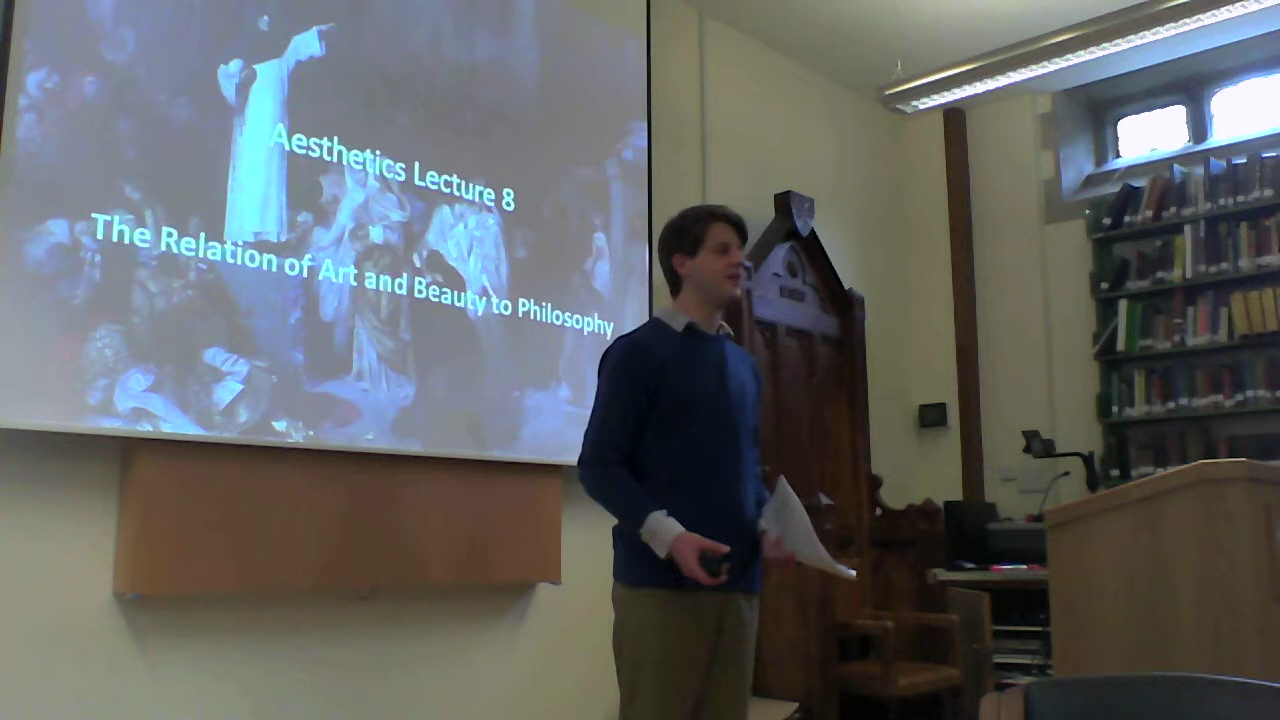 Aesthetics Lecture 8
The Relation of Art and Beauty to Philosophy